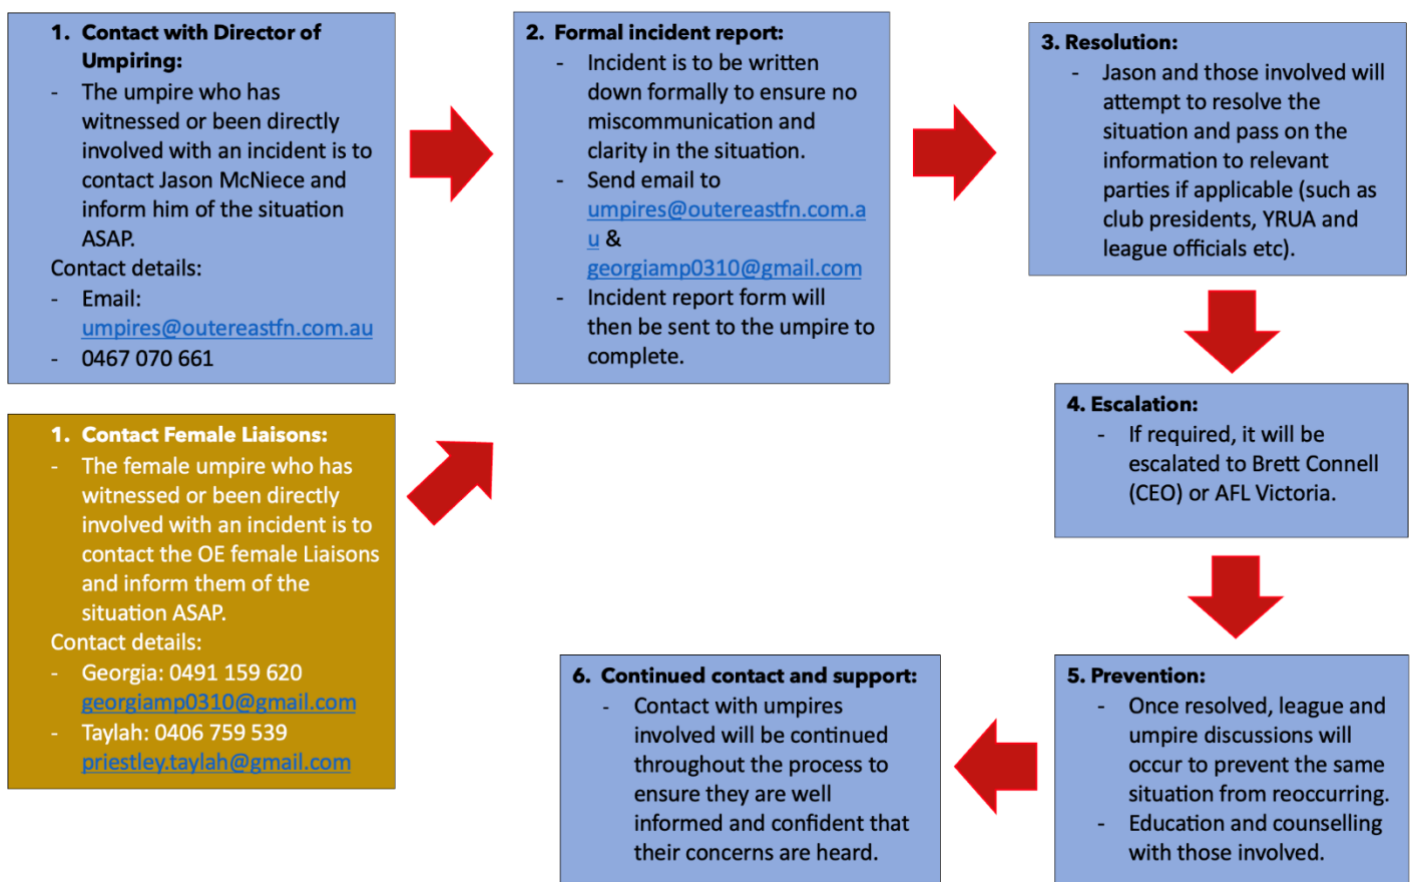 1. Contact with Director of
Umpiring:
- The umpire who has
witnessed or been directly
involved with an incident is to
contact Jason McNiece and
inform him of the situation
ASAP.
Contact details:
- Email:
umpires@outereastfn.com.au
- 0467 070 661
1. Contact Female Liaisons:
- The female umpire who has
witnessed or been directly
involved with an incident is to
contact the OE female Liaisons
and inform them of the
situation ASAP.
Contact details:
- Georgia: 0491 159 620
georgiamp0310@gmail.com
- Taylah: 0406 759 539
priestley.taylah@gmail.com
2. Formal incident report:
- Incident is to be written
down formally to ensure no
miscommunication and
clarity in the situation.
- Send email to
umpires@outereastfn.com.a
u &
georgiamp0310@gmail.com
- Incident report form will
then be sent to the umpire to
complete.
3. Resolution:
- Jason and those involved will
attempt to resolve the
situation and pass on the
information to relevant
parties if applicable (such as
club presidents, YRUA and
league officials etc).
4. Escalation:
- If required, it will be
escalated to Brett Connell
(CEO) or AFL Victoria.
5. Prevention:
- Once resolved, league and
umpire discussions will
occur to prevent the same
situation from reoccurring.
- Education and counselling
with those involved.
6. Continued contact and support:
- Contact with umpires
involved will be continued
throughout the process to
ensure they are well
informed and confident that
their concerns are heard.